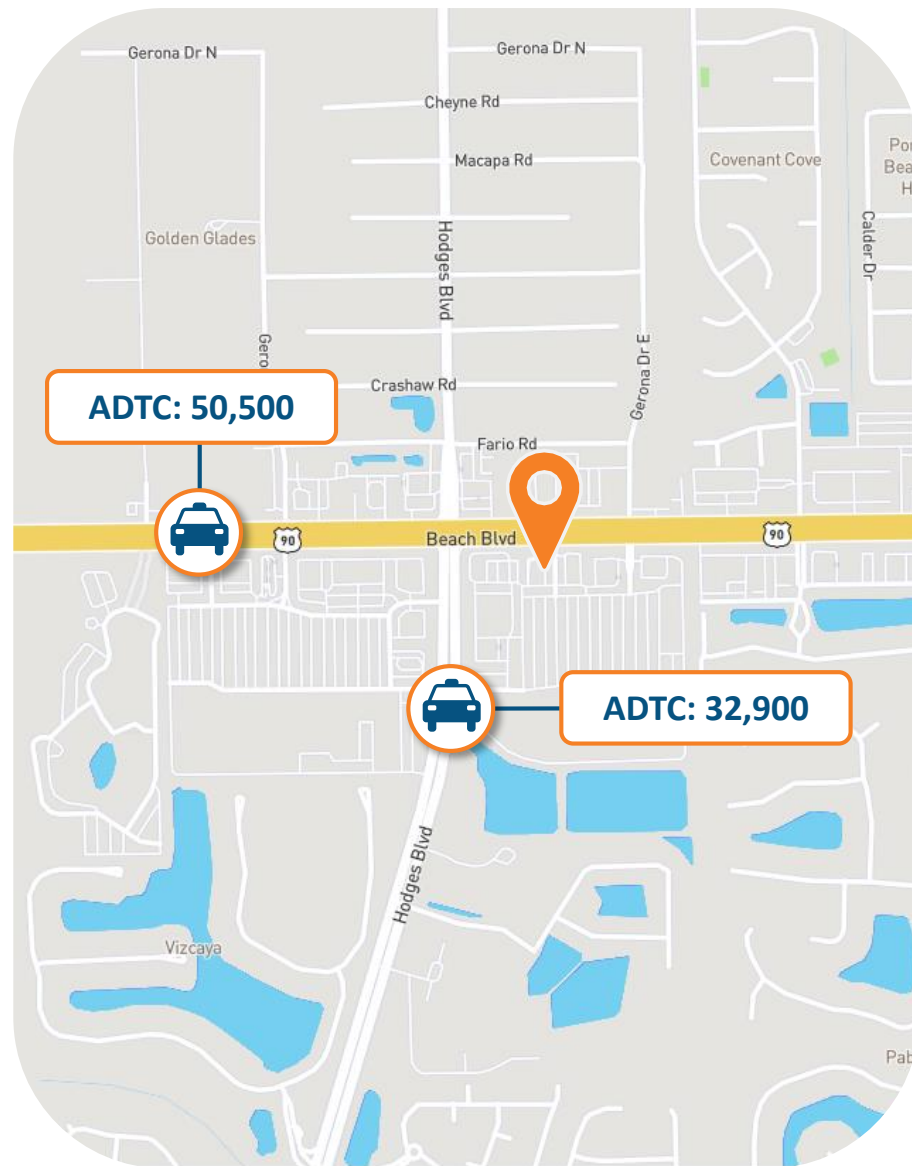 Gerona Dr N
Gerona Dr N
Cheyne Rd
Macapa Rd
Covenant Cove
Golden Glades
Hodges Blvd
Calder Dr
Gerona Dr E
Crashaw Rd
ADTC: 50,500
Fario Rd
90
Beach Blvd
90
ADTC: 32,900
Hodges Blvd
Vizcaya